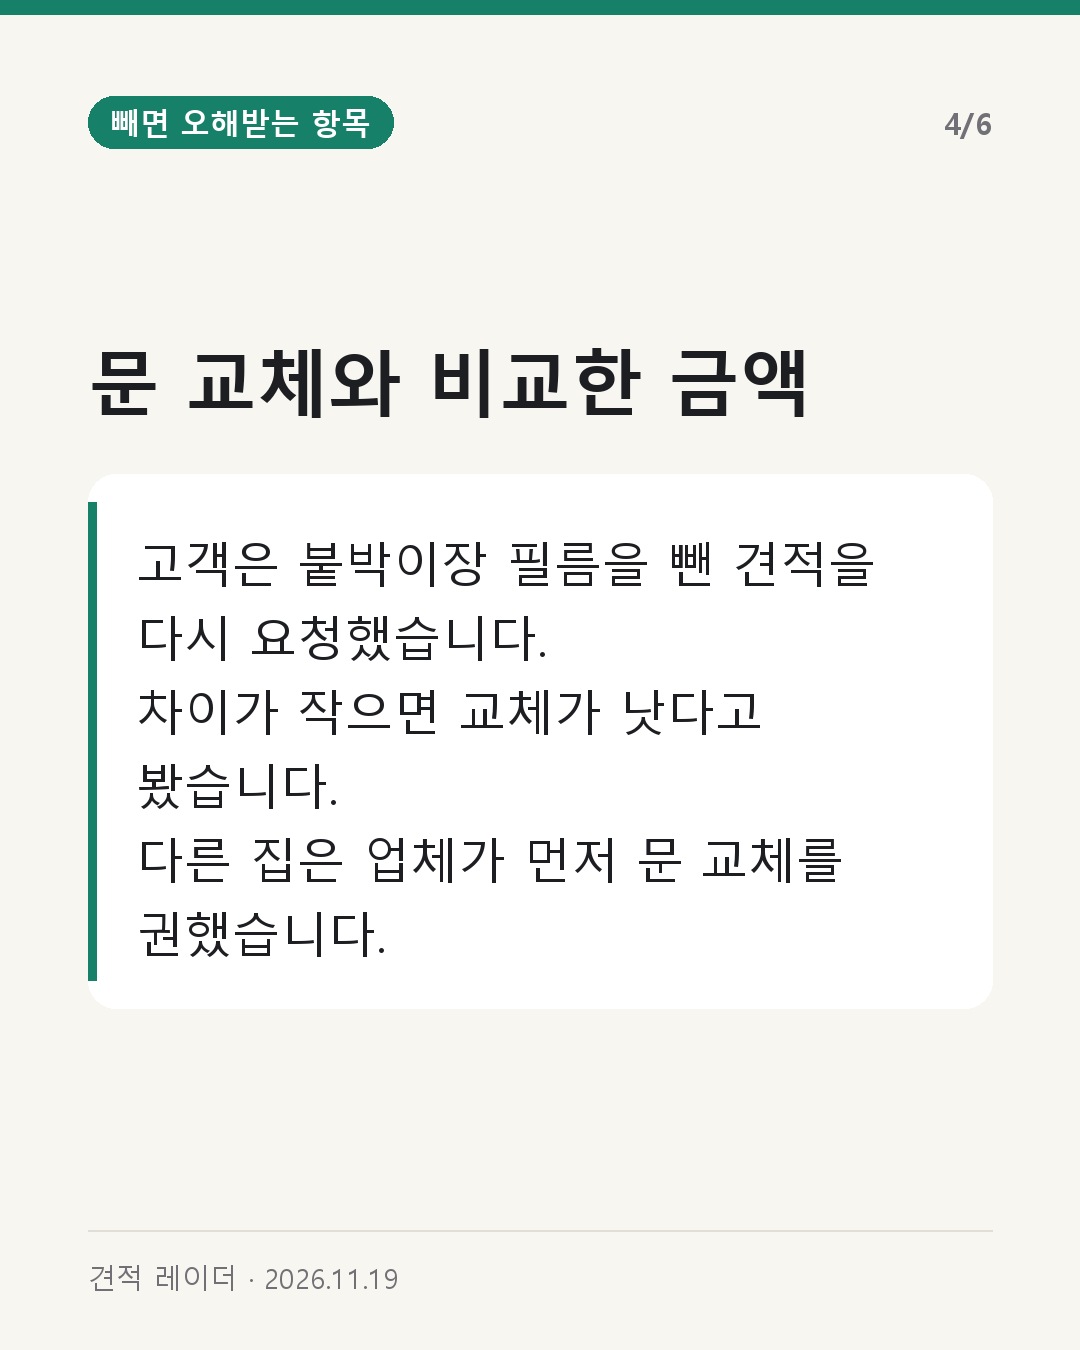 빼면 오해받는 항목
4/6
문 교체와 비교한 금액
고객은 붙박이장 필름을 뺀 견적을
다시 요청했습니다.
차이가 작으면 교체가 낫다고
봤습니다.
다른 집은 업체가 먼저 문 교체를
권했습니다.
견적 레이더 · 2026.11.19